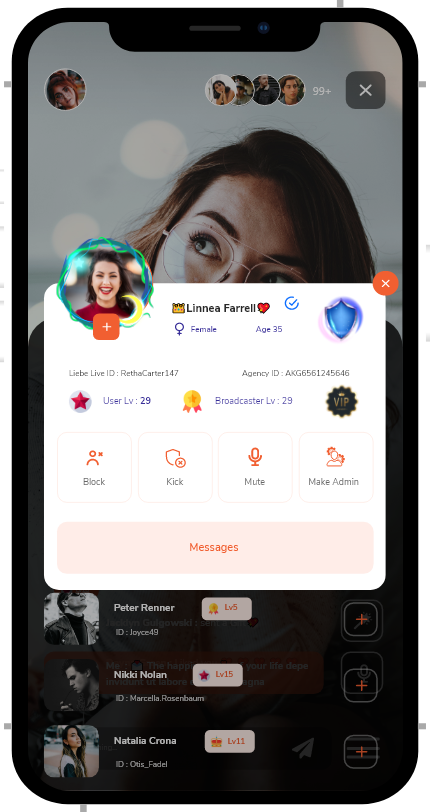 99+
Linnea Farrell
Female Age 35
Liebe Live ID : RethaCarter147 Agency ID : AKG6561245646
User Lv : 29 Broadcaster Lv : 29 VIP
Block Kick Mute Make Admin
Messages
Peter Renner Lv5
ID : Joyce49
Nikki Nolan Lv15
ID : Marcella.Rosenbaum
Natalia Crona Lv11
ID : Otis_Fadel